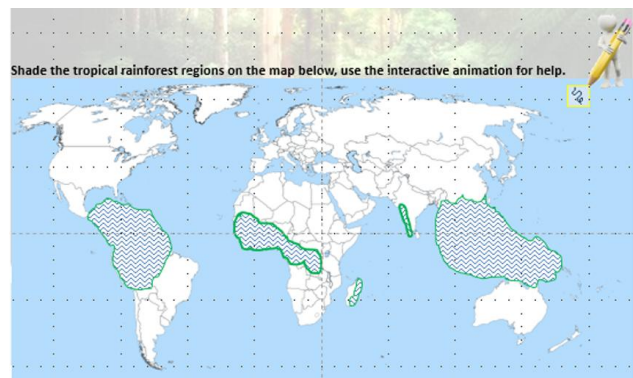 Shade the tropical rainforest regions on the map below, use the interactive animation for help.